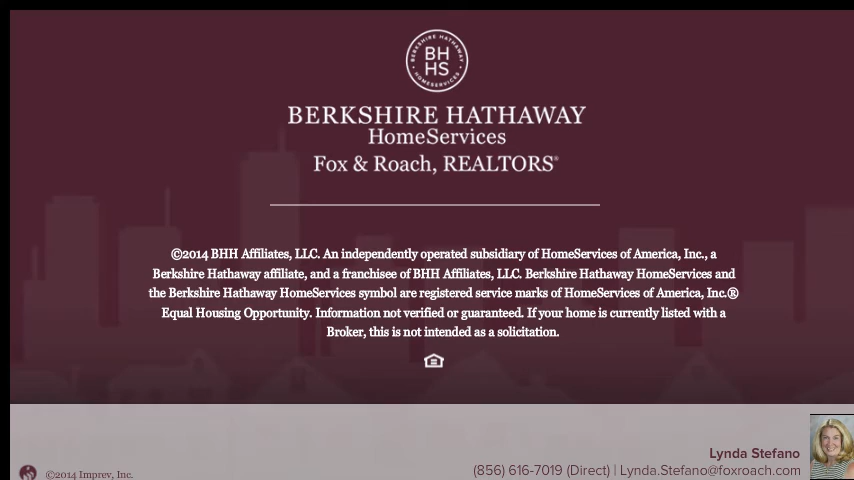 BERKSHIRE HATHAWAY
BH
HS
HOMESERVICES
BERKSHIRE HATHAWAY
HomeServices
Fox & Roach, REALTORS®
©2014 BHH Affiliates, LLC. An independently operated subsidiary of HomeServices of America, Inc., a
Berkshire Hathaway affiliate, and a franchisee of BHH Affiliates, LLC. Berkshire Hathaway HomeServices and
the Berkshire Hathaway HomeServices symbol are registered service marks of HomeServices of America, Inc.®
Equal Housing Opportunity. Information not verified or guaranteed. If your home is currently listed with a
Broker, this is not intended as a solicitation.
Lynda Stefano
(856) 616-7019 (Direct) | Lynda.Stefano@foxroach.com
©2014 Imprev, Inc.